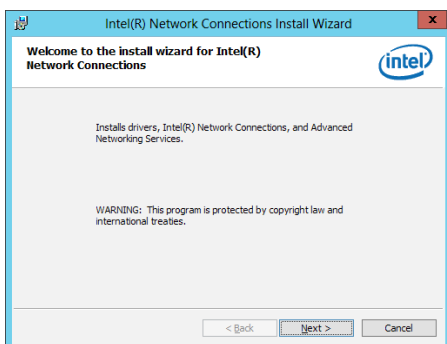 Intel(R) Network Connections Install Wizard
x
Welcome to the install wizard for Intel(R)
Network Connections
intel
Installs drivers, Intel(R) Network Connections, and Advanced
Networking Services.
WARNING: This program is protected by copyright law and
international treaties.
< Back
Next >
Cancel